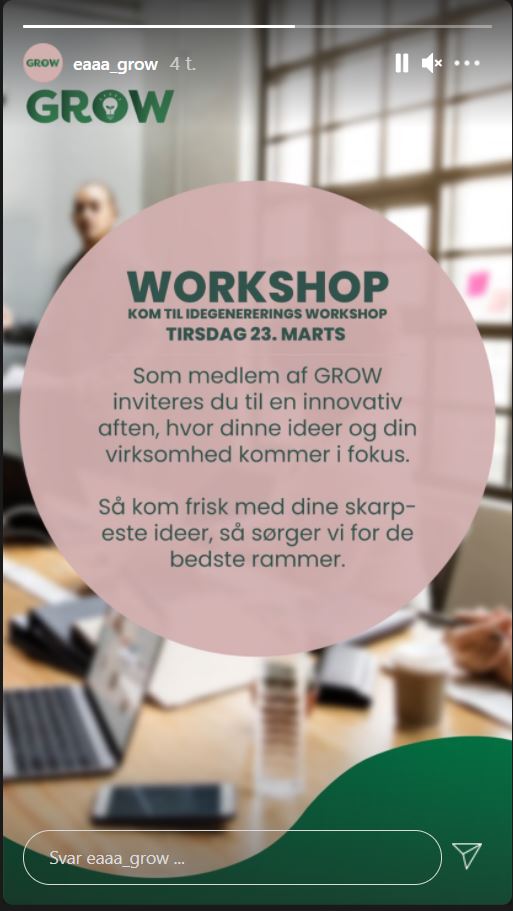 GROW
eaaa_grow 4 t.
GROW
WORKSHOP
KOM TIL IDEGENERERINGS WORKSHOP
TIRSDAG 23. MARTS
Som medlem af GROW
inviteres du til en innovativ
aften, hvor dinne ideer og din
virksomhed kommer i fokus.
Så kom frisk med dine skarp-
este ideer, så sørger vi for de
bedste rammer.
Svar eaaa_grow ...